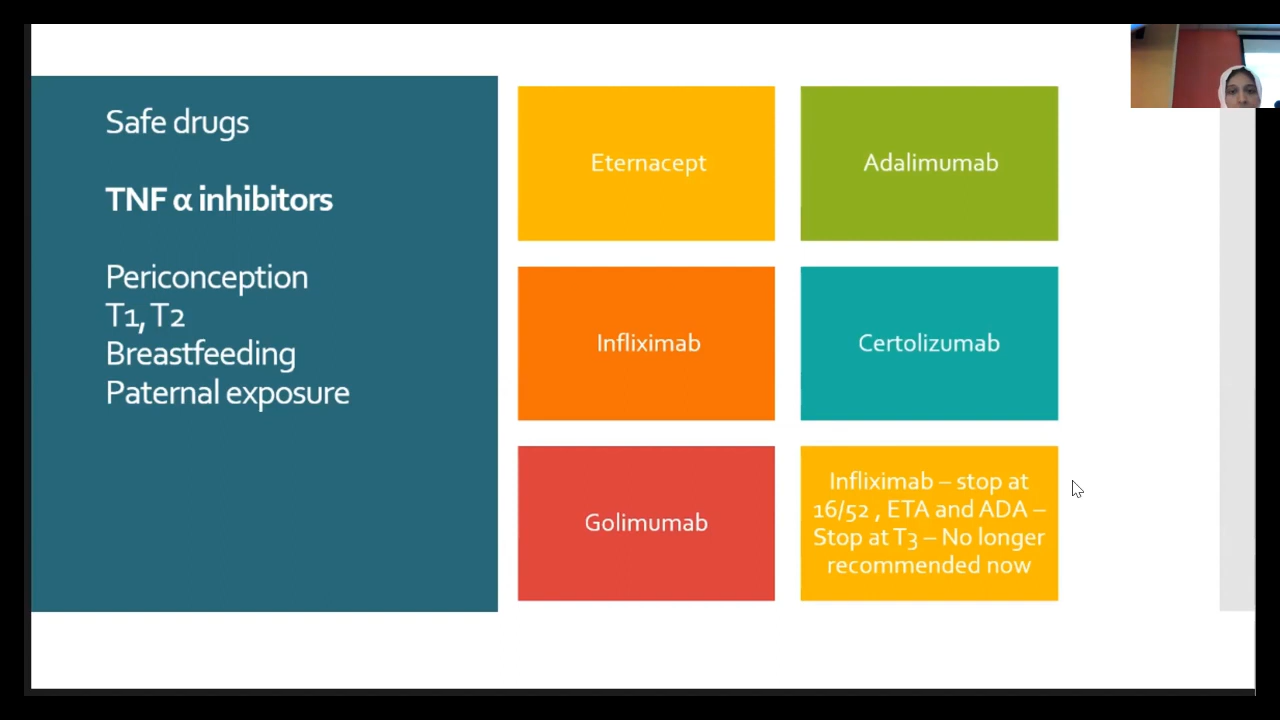 Safe drugs
TNF α inhibitors
Periconception
T1, T2
Breastfeeding
Paternal exposure
Eternacept
Adalimumab
Infliximab
Certolizumab
Golimumab
Infliximab – stop at
16/52 , ETA and ADA –
Stop at T3 – No longer
recommended now